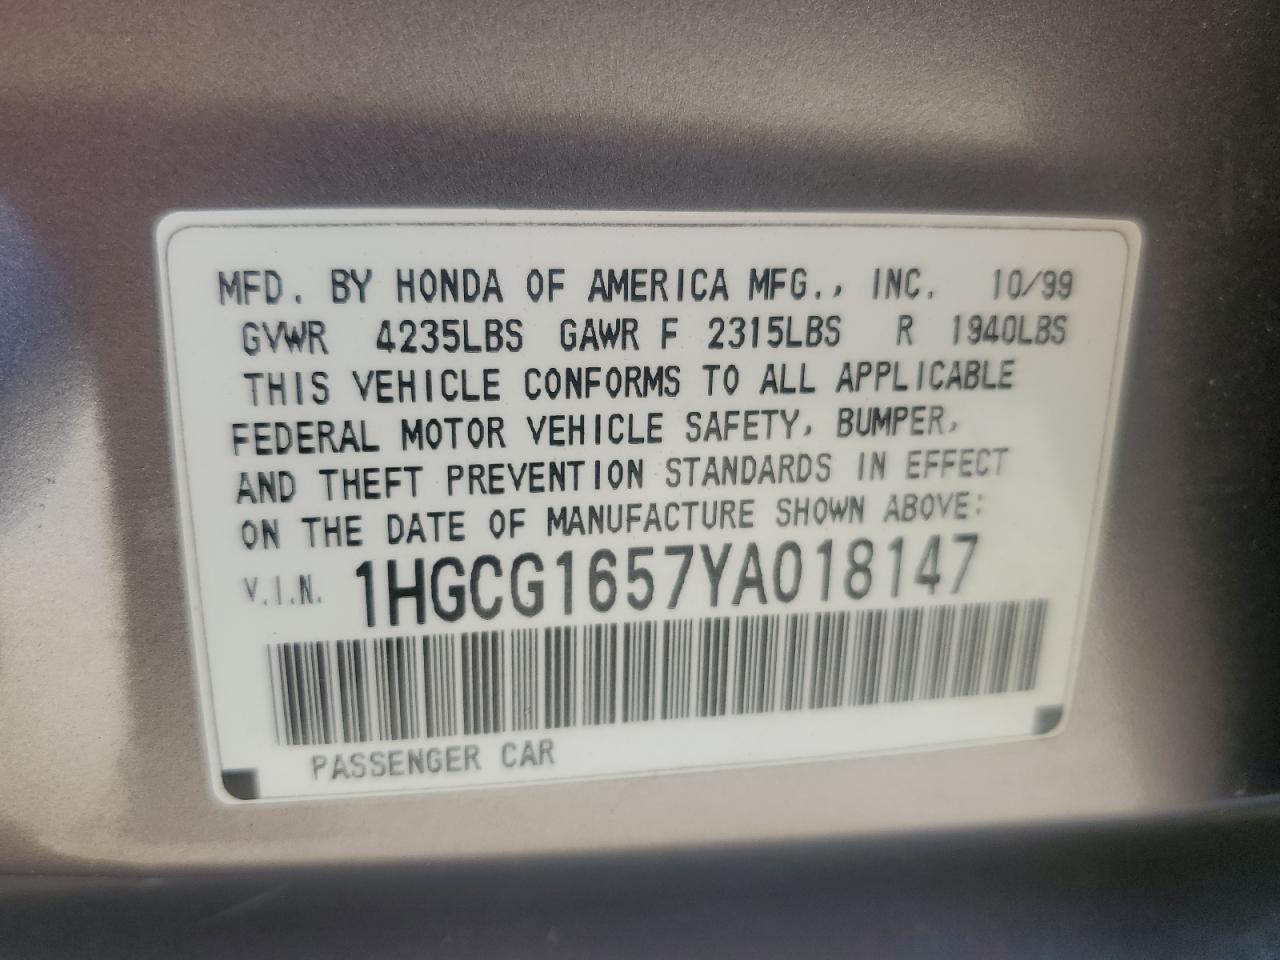 MFD. BY HONDA OF AMERICA MFG., INC. 10/99
GVWR 4235LBS GAWR F 2315LBS R 1940LBS
THIS VEHICLE CONFORMS TO ALL APPLICABLE
FEDERAL MOTOR VEHICLE SAFETY, BUMPER,
AND THEFT PREVENTION STANDARDS IN EFFECT
ON THE DATE OF MANUFACTURE SHOWN ABOVE:
V.I.N. 1HGCG1657YA018147
PASSENGER CAR